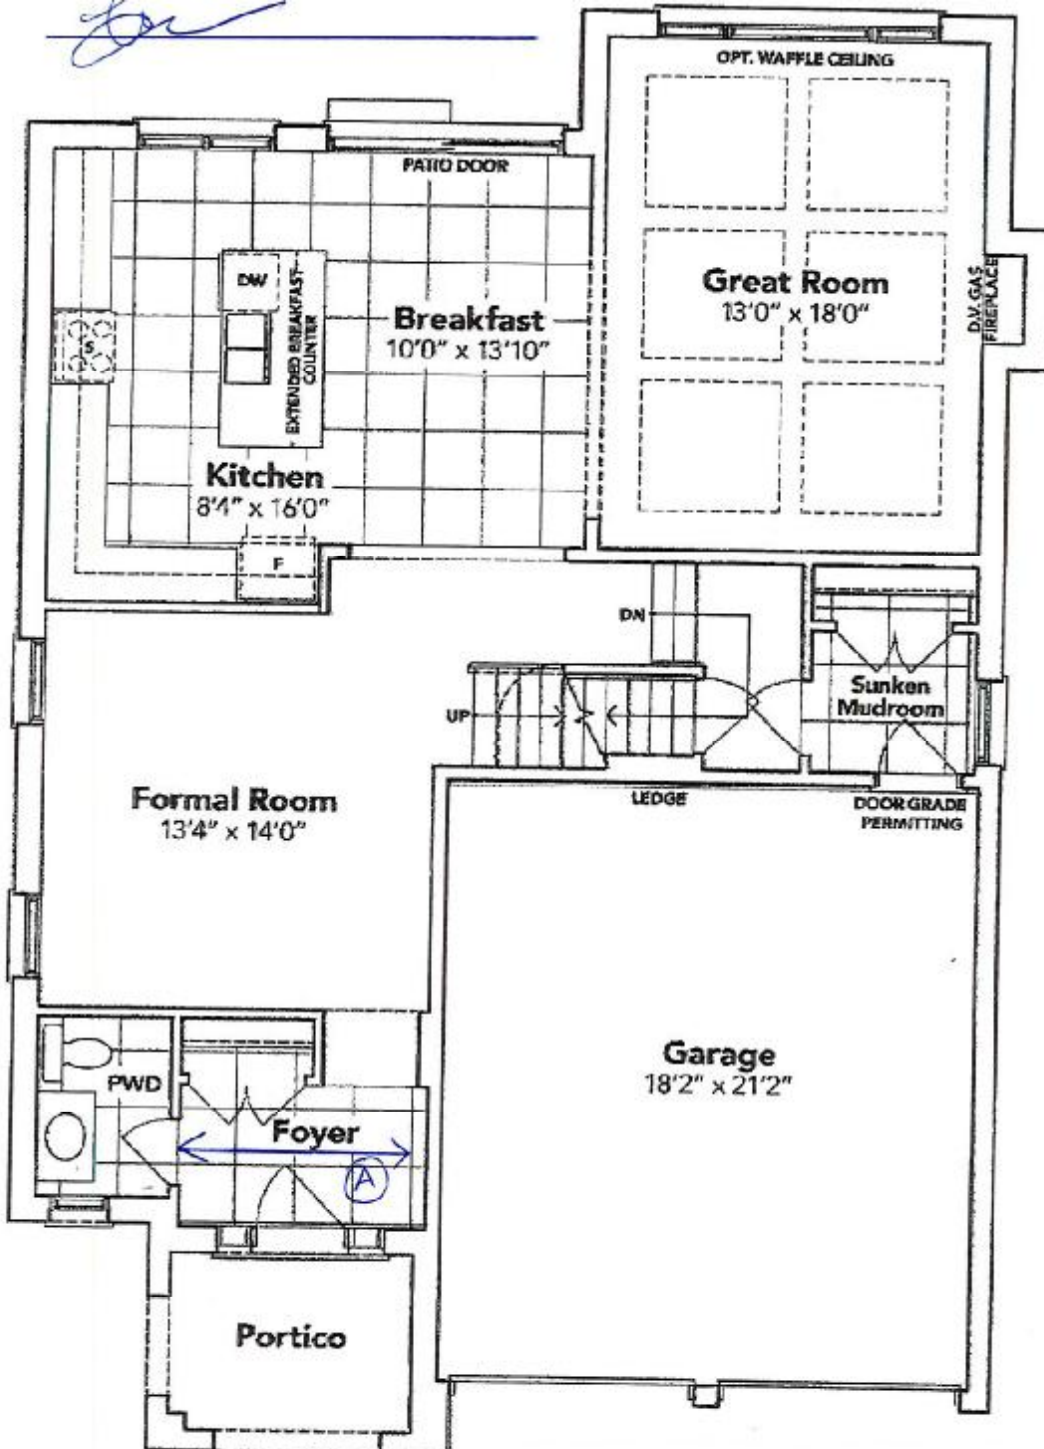 OPT. WAFFLE CEILING
PATIO DOOR
DW
EXTENDED BREAKFAST
COUNTER
Breakfast
10'0" x 13'10"
Great Room
13'0" x 18'0"
D.V. GAS
FIREPLACE
S
Kitchen
8'4" x 16'0"
F
DN
Sunken
Mudroom
UP
Formal Room
13'4" x 14'0"
LEDGE
DOOR GRADE
PERMITTING
Garage
18'2" x 21'2"
PWD
Foyer
A
Portico